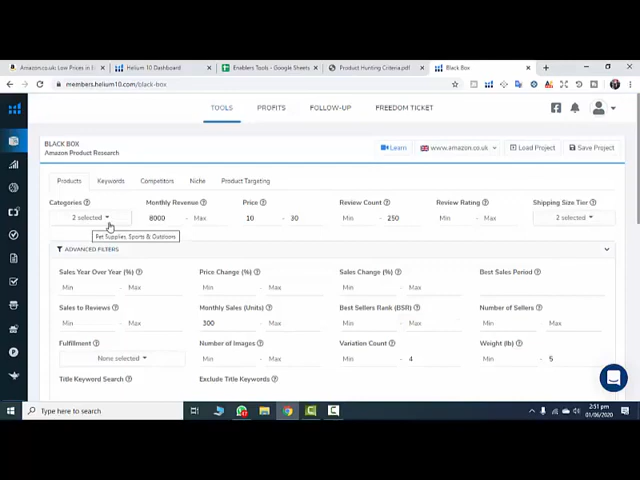 Amazon.co.uk: Low Prices in E
Helium 10 Dashboard
Enablers Tools - Google Sheets
Product Hunting Criteria.pdf
Black Box
members.helium10.com/black-box
TOOLS PROFITS FOLLOW-UP FREEDOM TICKET
BLACK BOX
Amazon Product Research
Learn www.amazon.co.uk Load Project Save Project
Products Keywords Competitors Niche Product Targeting
Categories Monthly Revenue Price Review Count Review Rating Shipping Size Tier
2 selected 8000 - Max 10 - 30 Min - 250 Min - Max 2 selected
Pet Supplies, Sports & Outdoors
ADVANCED FILTERS
Sales Year Over Year (%) Price Change (%) Sales Change (%) Best Sales Period
Min - Max Min - Max Min - Max
Sales to Reviews Monthly Sales (Units) Best Sellers Rank (BSR) Number of Sellers
Min - Max 300 - Max Min - Max Min - Max
Fulfillment Number of Images Variation Count Weight (lb)
None selected Min - Max Min - 4 Min - 5
Title Keyword Search Exclude Title Keywords
Type here to search
2:51 pm
01/06/2020